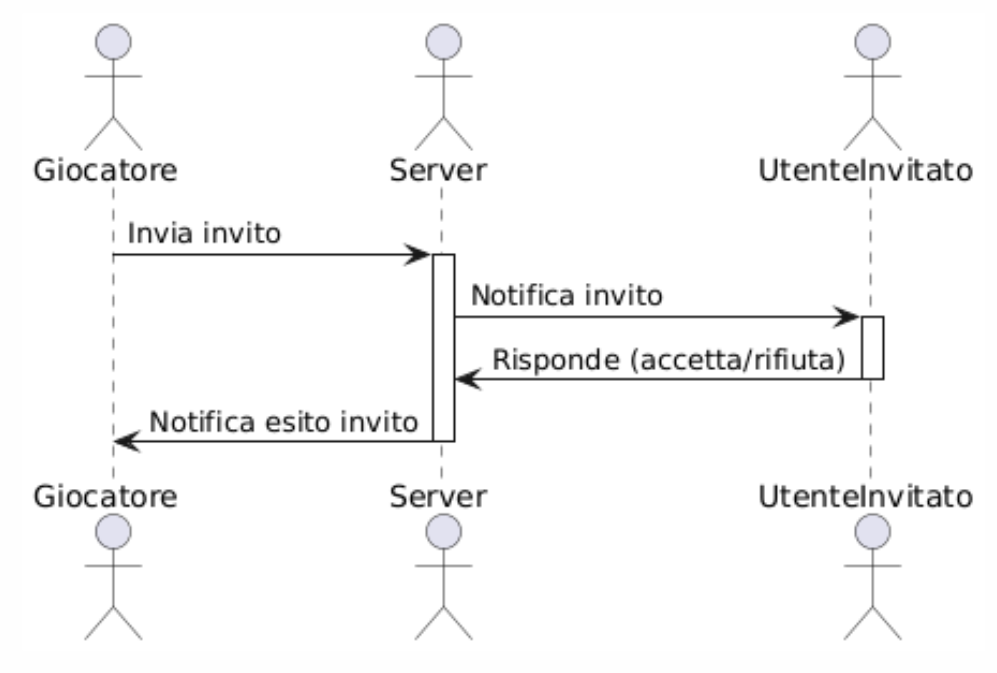 Giocatore
Server
UtenteInvitato
Invia invito
Notifica invito
Risponde (accetta/rifiuta)
Notifica esito invito
Giocatore
Server
UtenteInvitato